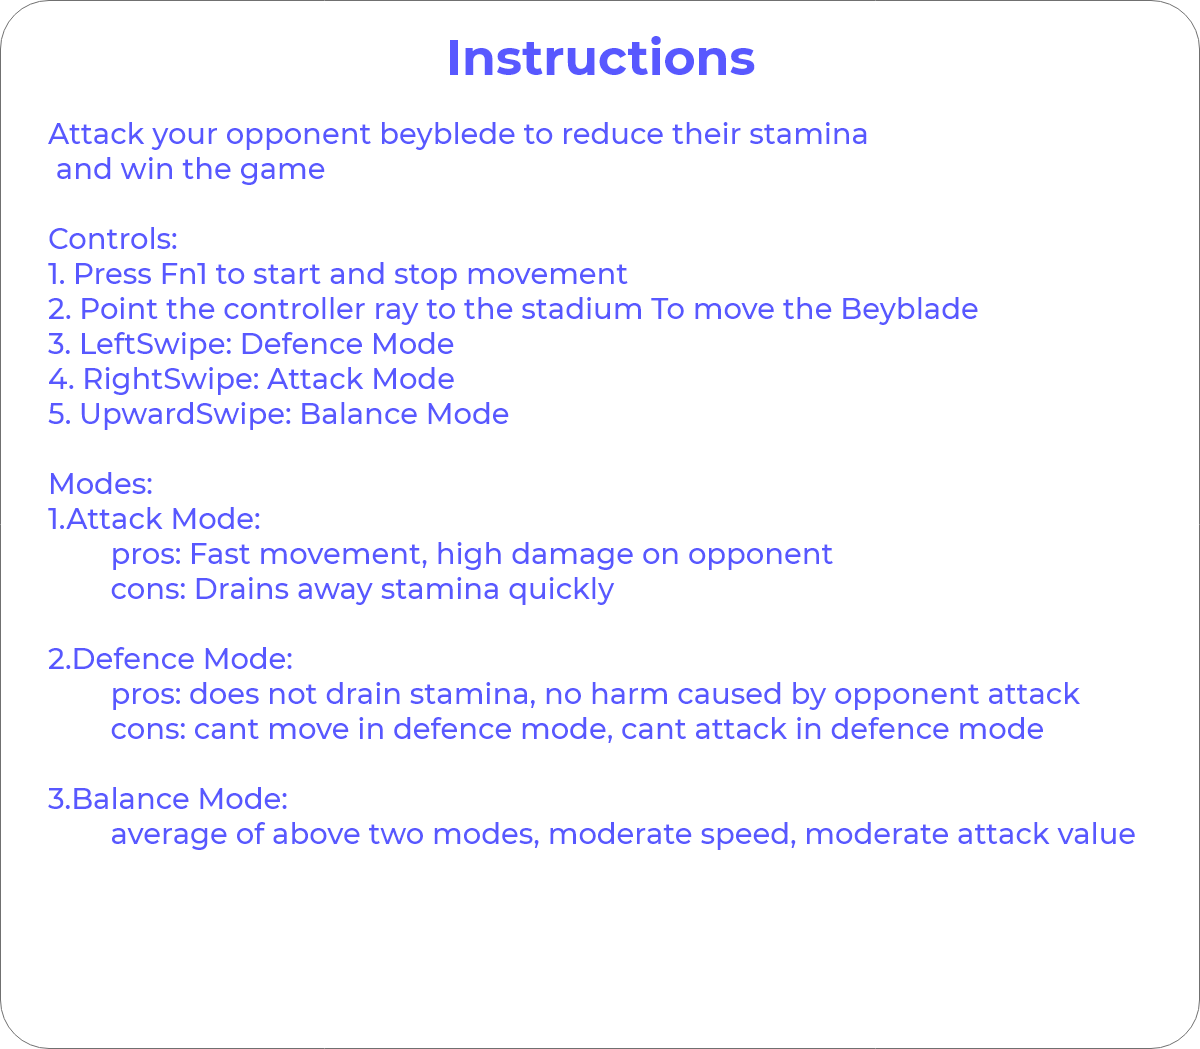 Instructions
Attack your opponent beyblede to reduce their stamina
and win the game
Controls:
1. Press Fn1 to start and stop movement
2. Point the controller ray to the stadium To move the Beyblade
3. LeftSwipe: Defence Mode
4. RightSwipe: Attack Mode
5. UpwardSwipe: Balance Mode
Modes:
1.Attack Mode:
pros: Fast movement, high damage on opponent
cons: Drains away stamina quickly
2.Defence Mode:
pros: does not drain stamina, no harm caused by opponent attack
cons: cant move in defence mode, cant attack in defence mode
3.Balance Mode:
average of above two modes, moderate speed, moderate attack value